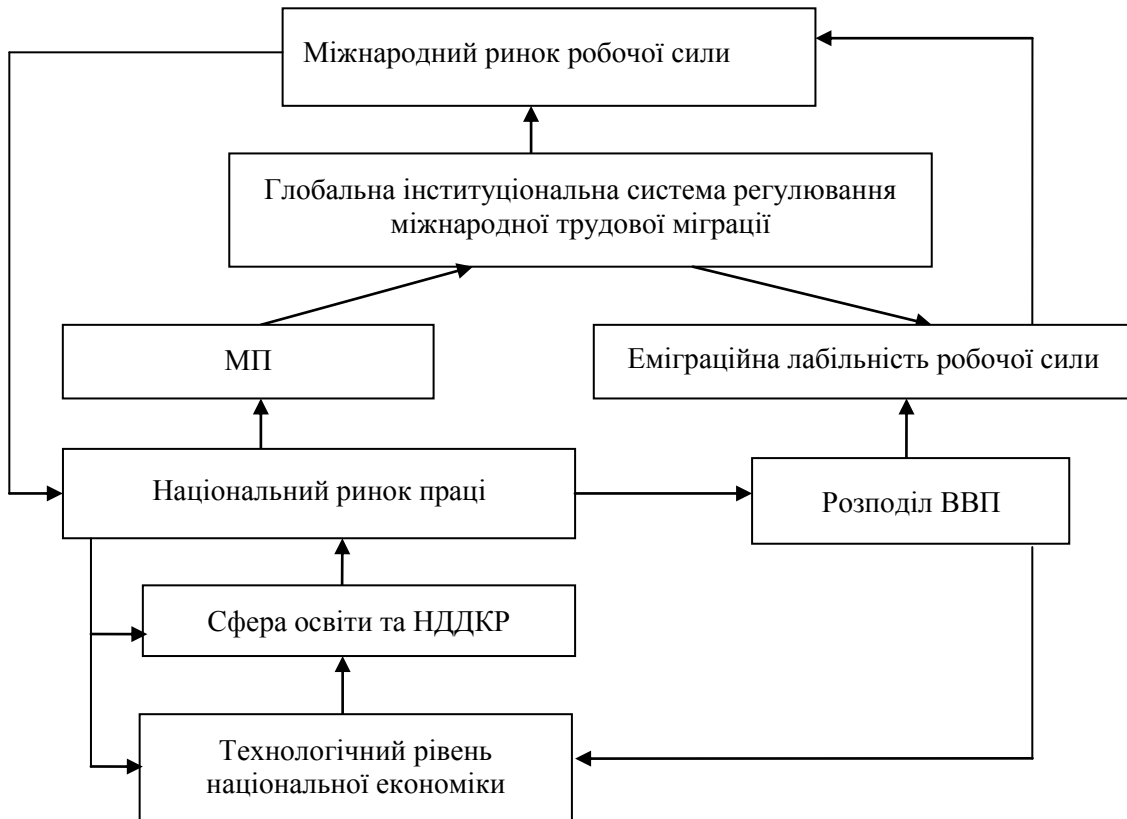 Міжнародний ринок робочої сили
Глобальна інституціональна система регулювання
міжнародної трудової міграції
МП
Еміграційна лабільність робочої сили
Національний ринок праці
Розподіл ВВП
Сфера освіти та НДДКР
Технологічний рівень
національної економіки